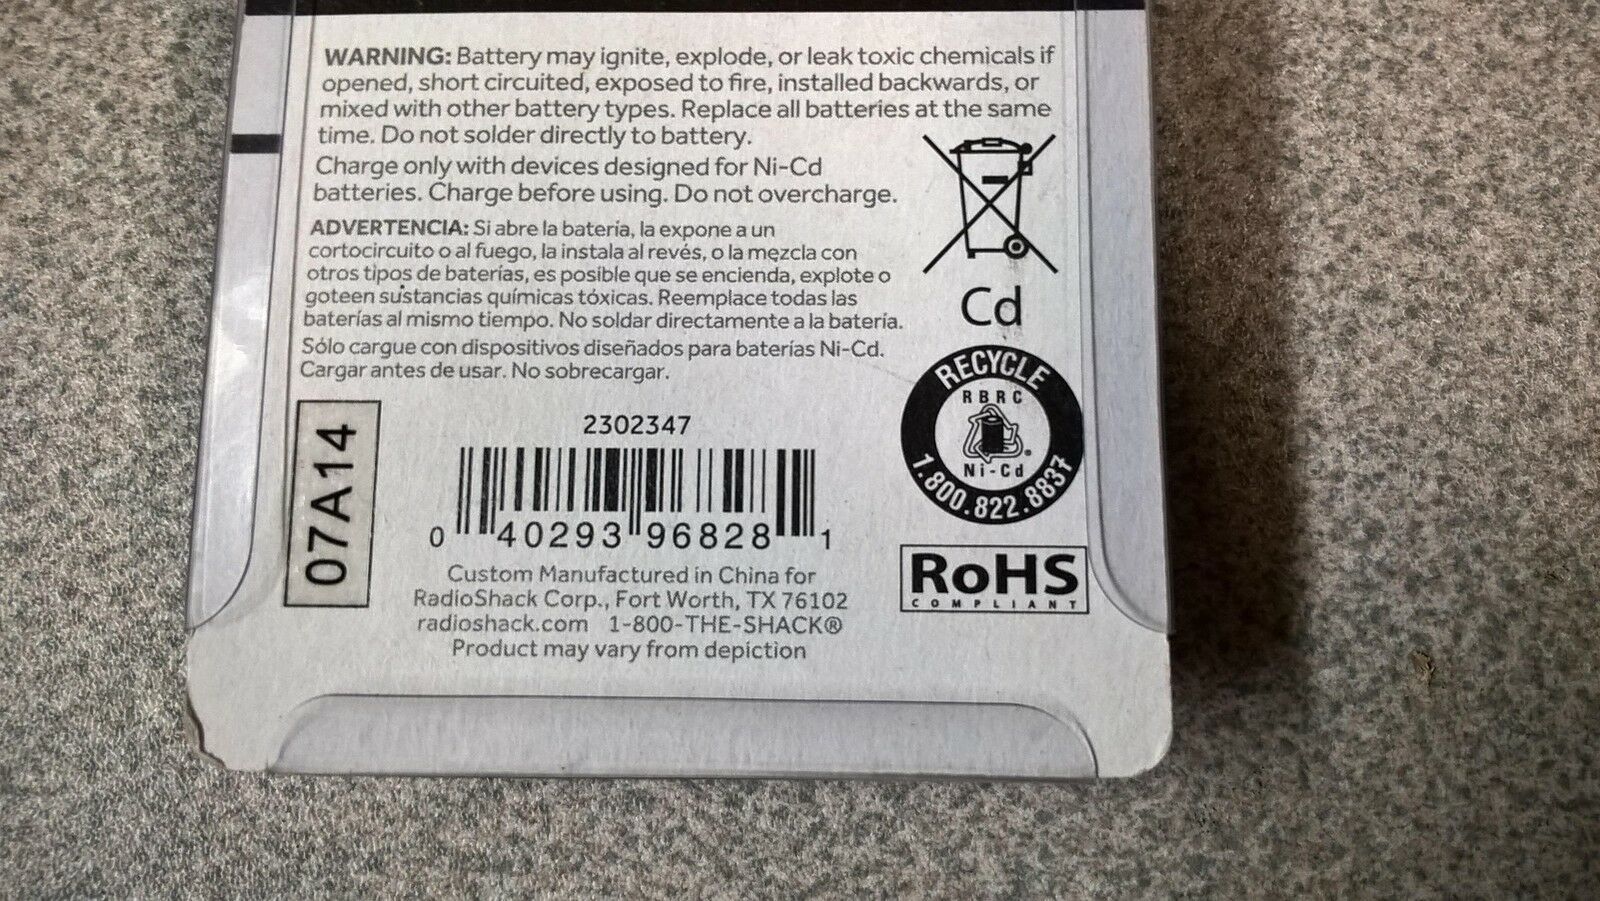 WARNING: Battery may ignite, explode, or leak toxic chemicals if
opened, short circuited, exposed to fire, installed backwards, or
mixed with other battery types. Replace all batteries at the same
time. Do not solder directly to battery.
Charge only with devices designed for Ni-Cd
batteries. Charge before using. Do not overcharge.
ADVERTENCIA: Si abre la batería, la expone a un
cortocircuito o al fuego, la instala al revés, o la mezcla con
otros tipos de baterías, es posible que se encienda, explote o
goteen sustancias químicas tóxicas. Reemplace todas las
baterías al mismo tiempo. No soldar directamente a la batería.
Sólo cargue con dispositivos diseñados para baterías Ni-Cd.
Cargar antes de usar. No sobrecargar.
Cd
RECYCLE
RBRC
Ni-Cd
1.800.822.8837
RoHS
COMPLIANT
07A14
2302347
0 40293 96828 1
Custom Manufactured in China for
RadioShack Corp., Fort Worth, TX 76102
radioshack.com 1-800-THE-SHACK®
Product may vary from depiction